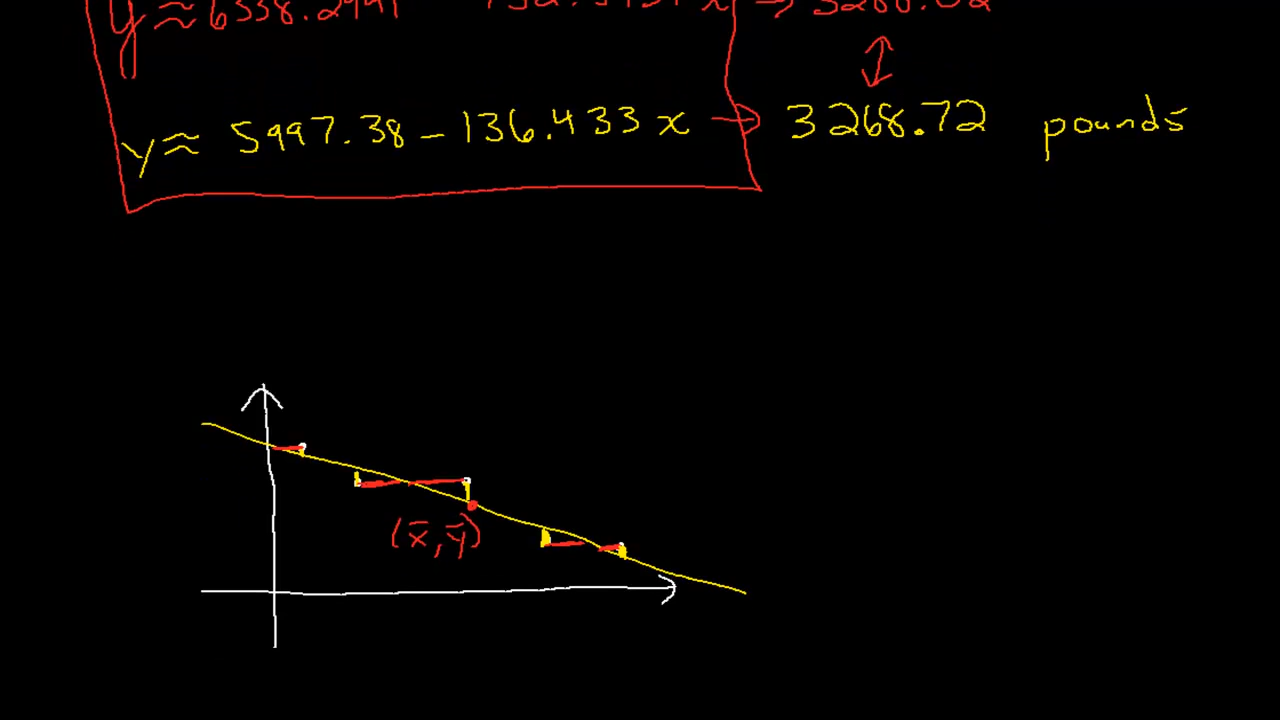 y ≈ 5997.38 - 136.433 x → 3268.72 pounds
(x̄, ȳ)